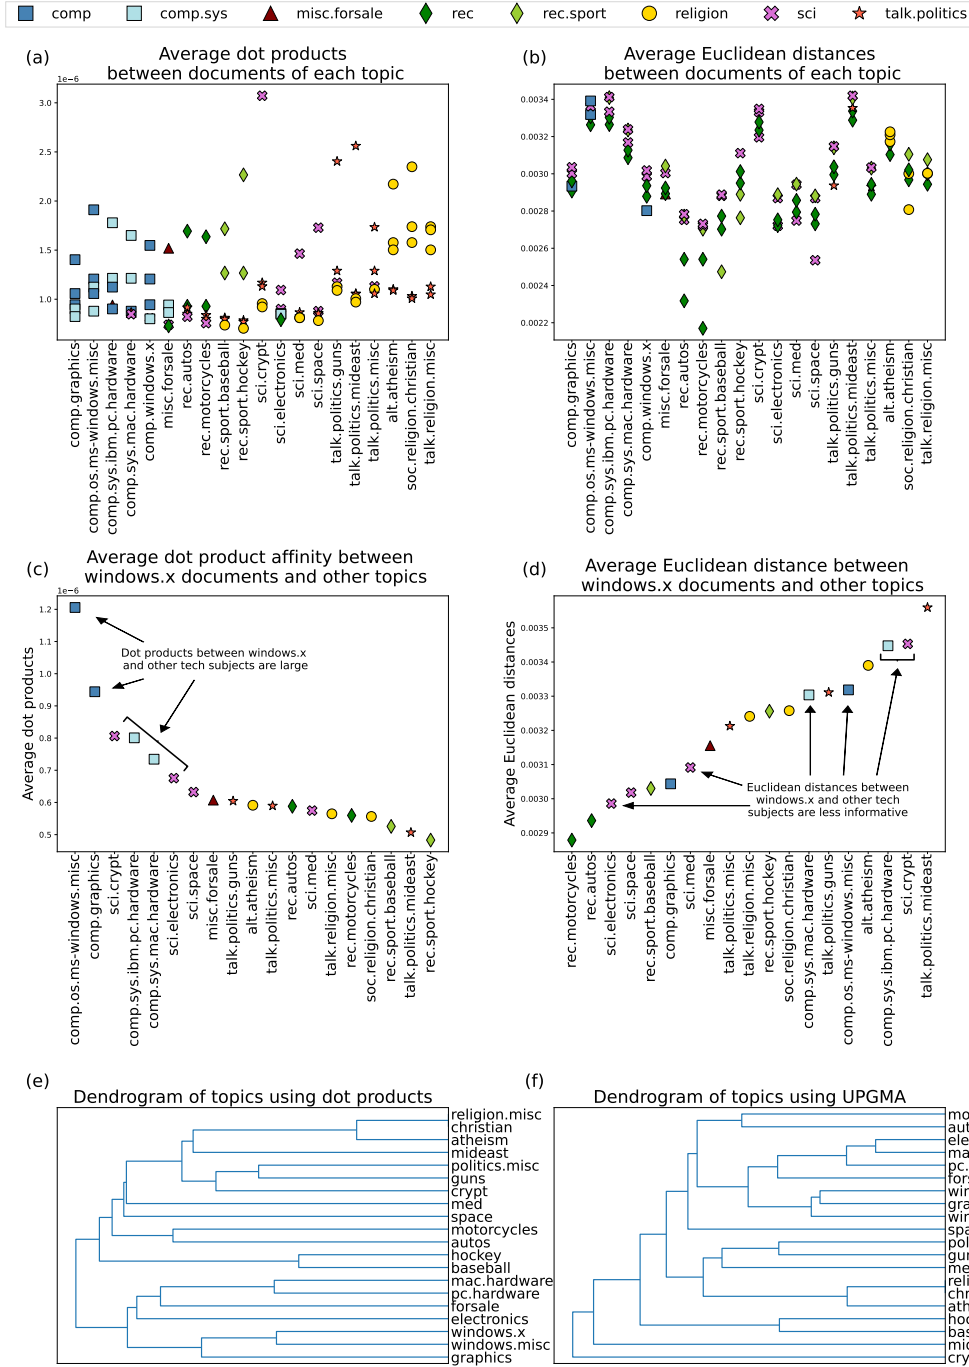 comp comp.sys misc.forsale rec rec.sport religion sci talk.politics
(a)
Average dot products
between documents of each topic
1e−6
3.0
2.5
2.0
1.5
1.0
comp.graphics
comp.os.ms-windows.misc
comp.sys.ibm.pc.hardware
comp.sys.mac.hardware
comp.windows.x
misc.forsale
rec.autos
rec.motorcycles
rec.sport.baseball
rec.sport.hockey
sci.crypt
sci.electronics
sci.med
sci.space
talk.politics.guns
talk.politics.mideast
talk.politics.misc
alt.atheism
soc.religion.christian
talk.religion.misc
(b)
Average Euclidean distances
between documents of each topic
0.0034
0.0032
0.0030
0.0028
0.0026
0.0024
0.0022
comp.graphics
comp.os.ms-windows.misc
comp.sys.ibm.pc.hardware
comp.sys.mac.hardware
comp.windows.x
misc.forsale
rec.autos
rec.motorcycles
rec.sport.baseball
rec.sport.hockey
sci.crypt
sci.electronics
sci.med
sci.space
talk.politics.guns
talk.politics.mideast
talk.politics.misc
alt.atheism
soc.religion.christian
talk.religion.misc
(c)
Average dot product affinity between
windows.x documents and other topics
1e−6
Average dot products
1.2
1.1
1.0
0.9
0.8
0.7
0.6
0.5
Dot products between windows.x
and other tech subjects are large
comp.os.ms-windows.misc
comp.graphics
sci.crypt
comp.sys.ibm.pc.hardware
comp.sys.mac.hardware
sci.electronics
sci.space
misc.forsale
talk.politics.guns
alt.atheism
talk.politics.misc
rec.autos
sci.med
talk.religion.misc
rec.motorcycles
soc.religion.christian
rec.sport.baseball
talk.politics.mideast
rec.sport.hockey
(d)
Average Euclidean distance between
windows.x documents and other topics
Average Euclidean distances
0.0035
0.0034
0.0033
0.0032
0.0031
0.0030
0.0029
Euclidean distances between
windows.x and other tech
subjects are less informative
rec.motorcycles
rec.autos
sci.electronics
sci.space
rec.sport.baseball
comp.graphics
sci.med
misc.forsale
talk.politics.misc
talk.religion.misc
rec.sport.hockey
soc.religion.christian
comp.sys.mac.hardware
talk.politics.guns
comp.os.ms-windows.misc
alt.atheism
comp.sys.ibm.pc.hardware
sci.crypt
talk.politics.mideast
(e)
Dendrogram of topics using dot products
religion.misc
christian
atheism
mideast
politics.misc
guns
crypt
med
space
motorcycles
autos
hockey
baseball
mac.hardware
pc.hardware
forsale
electronics
windows.x
windows.misc
graphics
(f)
Dendrogram of topics using UPGMA
mo
aut
ele
ma
pc.
for
win
gra
win
spa
pol
gur
me
reli
chr
ath
hoc
bas
mid
cry